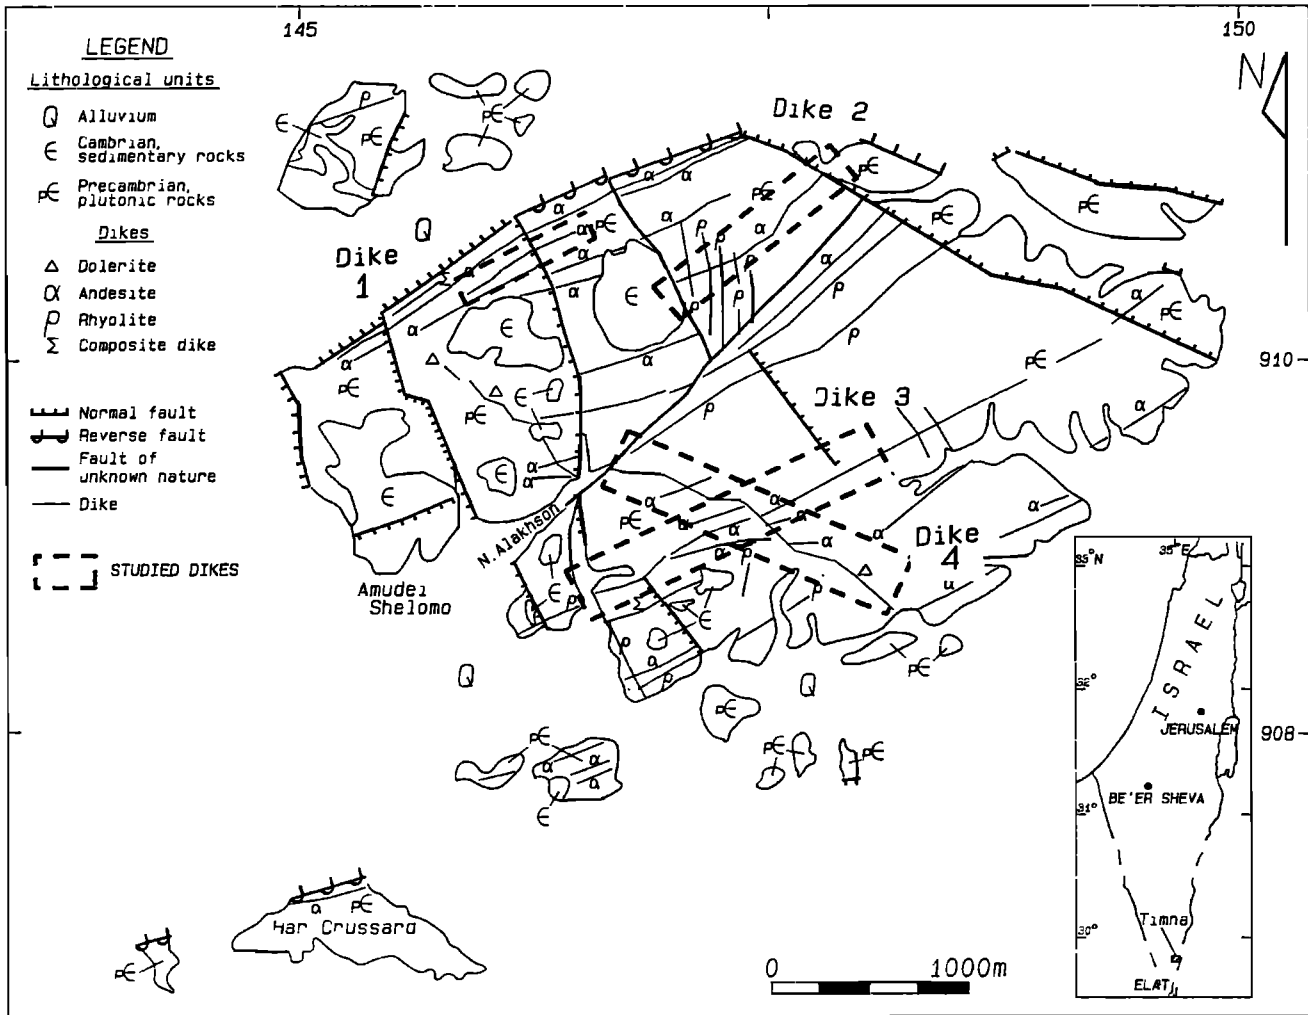 145
150
LEGEND
Lithological units
Q Alluvium
Є Cambrian,
sedimentary rocks
pЄ Precambrian,
plutonic rocks
Dikes
△ Dolerite
α Andesite
ρ Rhyolite
Σ Composite dike
Normal fault
Reverse fault
Fault of
unknown nature
Dike
STUDIED DIKES
N
Dike 2
Dike
1
910
Dike 3
N. Alakhson
Dike
4
Amudei
Shelomo
908
Har Crussard
0 1000m
33°N
35°E
ISRAEL
32°
JERUSALEM
BE'ER SHEVA
31°
Timna
30°
ELAT